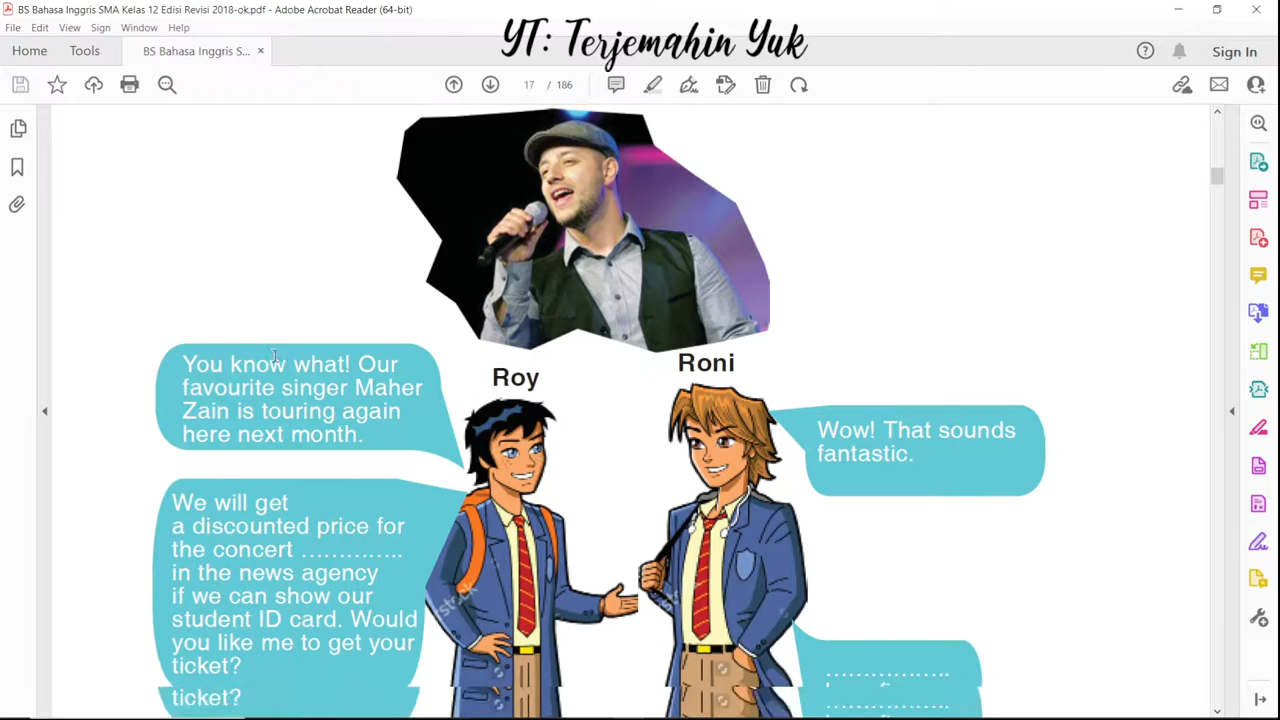 BS Bahasa Inggris SMA Kelas 12 Edisi Revisi 2018-ok.pdf - Adobe Acrobat Reader (64-bit)
File Edit View Sign Window Help
YT: Terjemahin Yuk
Home Tools BS Bahasa Inggris S... × Sign In
17 / 186
Roy
Roni
You know what! Our
favourite singer Maher
Zain is touring again
here next month.
Wow! That sounds
fantastic.
We will get
a discounted price for
the concert ..............
in the news agency
if we can show our
student ID card. Would
you like me to get your
ticket?
ticket?
.................
.................